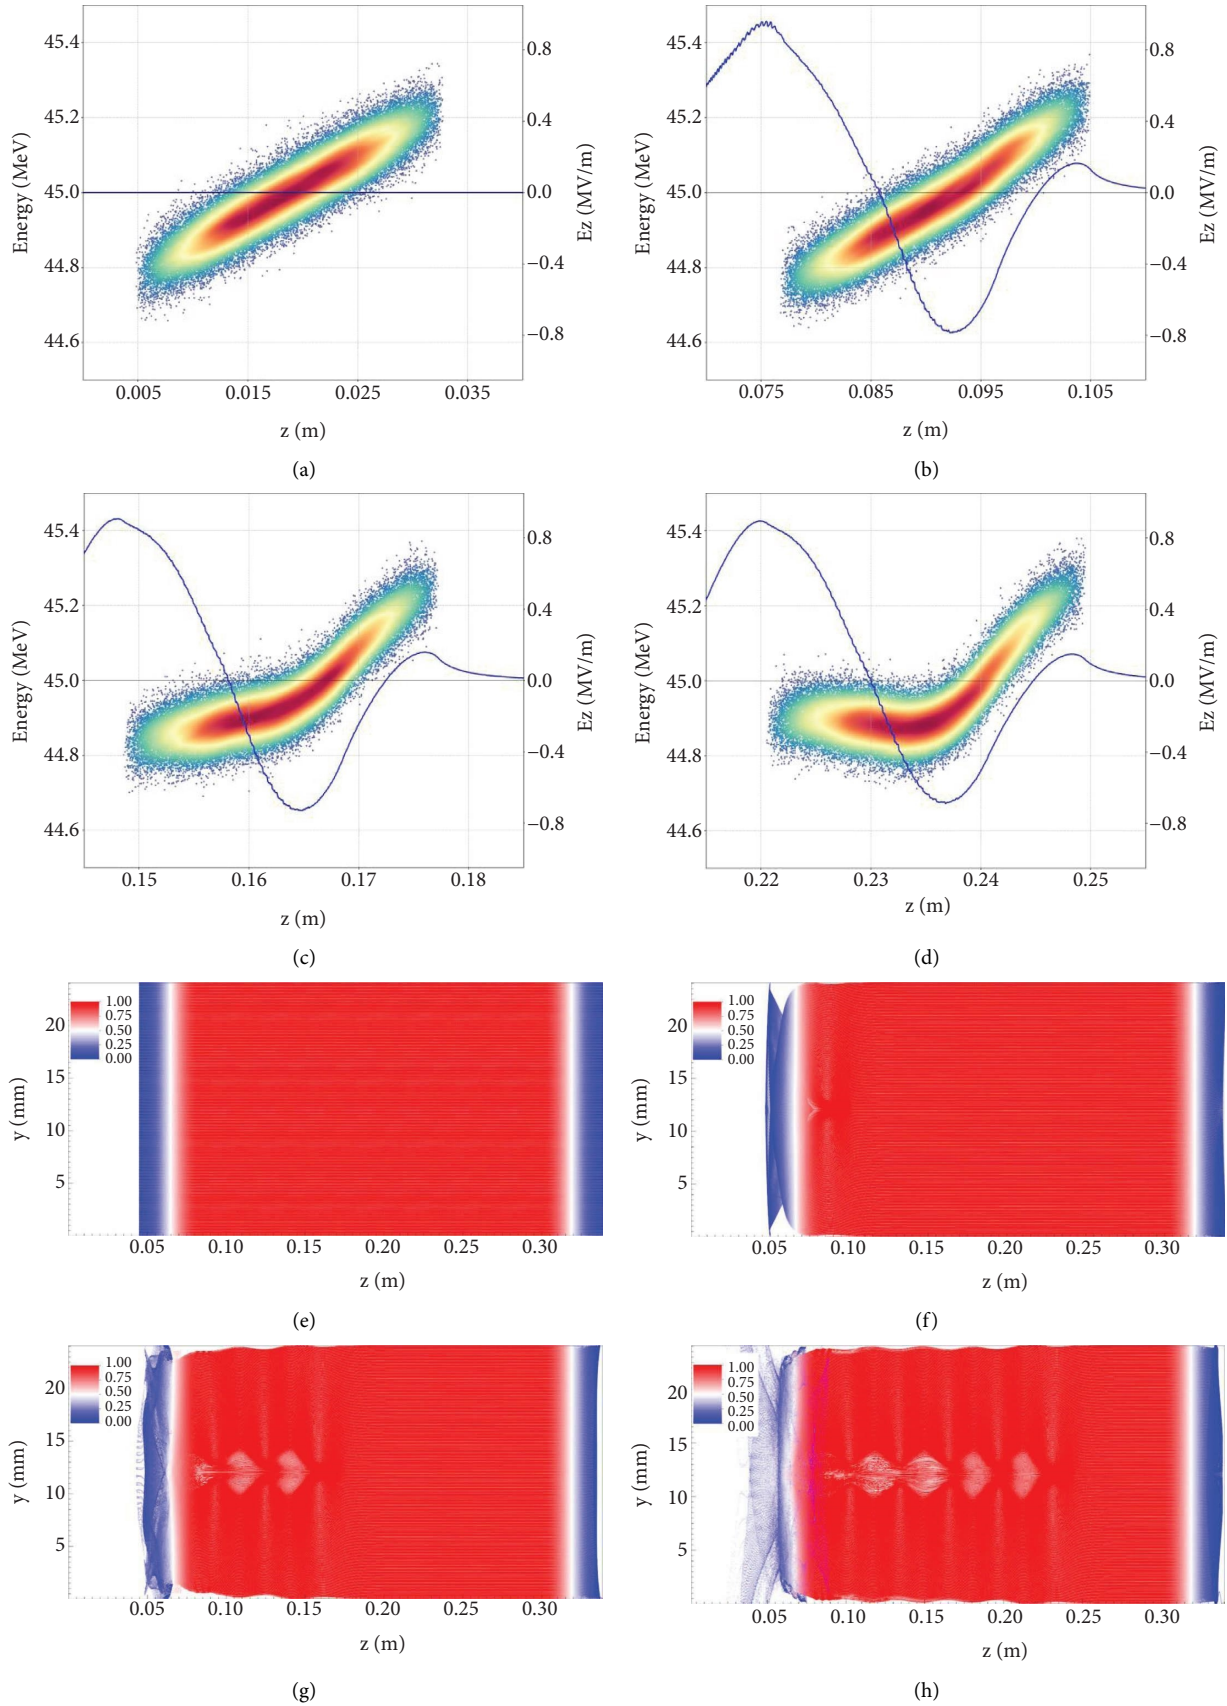 45.4
45.2
45.0
44.8
44.6
Energy (MeV)
0.8
0.4
0.0
−0.4
−0.8
Ez (MV/m)
0.005 0.015 0.025 0.035
z (m)
(a)
45.4
45.2
45.0
44.8
44.6
Energy (MeV)
0.8
0.4
0.0
−0.4
−0.8
Ez (MV/m)
0.075 0.085 0.095 0.105
z (m)
(b)
45.4
45.2
45.0
44.8
44.6
Energy (MeV)
0.8
0.4
0.0
−0.4
−0.8
Ez (MV/m)
0.15 0.16 0.17 0.18
z (m)
(c)
45.4
45.2
45.0
44.8
44.6
Energy (MeV)
0.8
0.4
0.0
−0.4
−0.8
Ez (MV/m)
0.22 0.23 0.24 0.25
z (m)
(d)
1.00
0.75
0.50
0.25
0.00
20
15
10
5
y (mm)
0.05 0.10 0.15 0.20 0.25 0.30
z (m)
(e)
1.00
0.75
0.50
0.25
0.00
20
15
10
5
y (mm)
0.05 0.10 0.15 0.20 0.25 0.30
z (m)
(f)
1.00
0.75
0.50
0.25
0.00
20
15
10
5
y (mm)
0.05 0.10 0.15 0.20 0.25 0.30
z (m)
(g)
1.00
0.75
0.50
0.25
0.00
20
15
10
5
y (mm)
0.05 0.10 0.15 0.20 0.25 0.30
z (m)
(h)